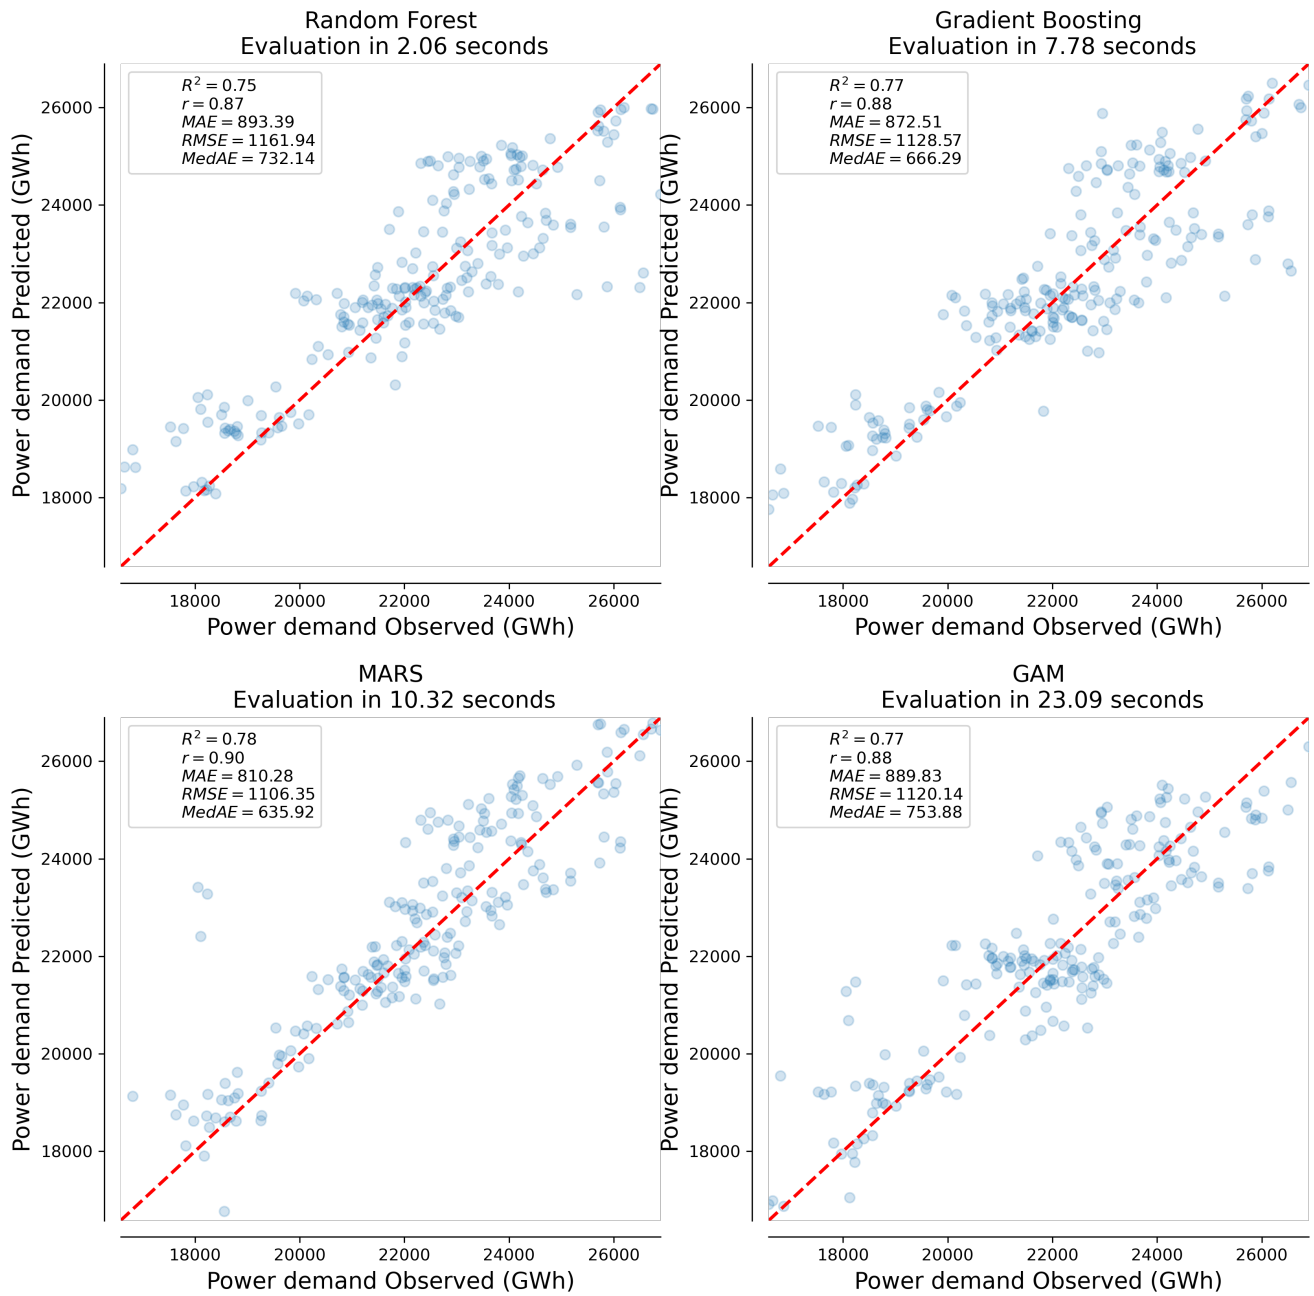 Random Forest
Evaluation in 2.06 seconds
R² = 0.75
r = 0.87
MAE = 893.39
RMSE = 1161.94
MedAE = 732.14
26000
24000
22000
20000
18000
Power demand Predicted (GWh)
18000 20000 22000 24000 26000
Power demand Observed (GWh)
Gradient Boosting
Evaluation in 7.78 seconds
R² = 0.77
r = 0.88
MAE = 872.51
RMSE = 1128.57
MedAE = 666.29
26000
24000
22000
20000
18000
Power demand Predicted (GWh)
18000 20000 22000 24000 26000
Power demand Observed (GWh)
MARS
Evaluation in 10.32 seconds
R² = 0.78
r = 0.90
MAE = 810.28
RMSE = 1106.35
MedAE = 635.92
26000
24000
22000
20000
18000
Power demand Predicted (GWh)
18000 20000 22000 24000 26000
Power demand Observed (GWh)
GAM
Evaluation in 23.09 seconds
R² = 0.77
r = 0.88
MAE = 889.83
RMSE = 1120.14
MedAE = 753.88
26000
24000
22000
20000
18000
Power demand Predicted (GWh)
18000 20000 22000 24000 26000
Power demand Observed (GWh)